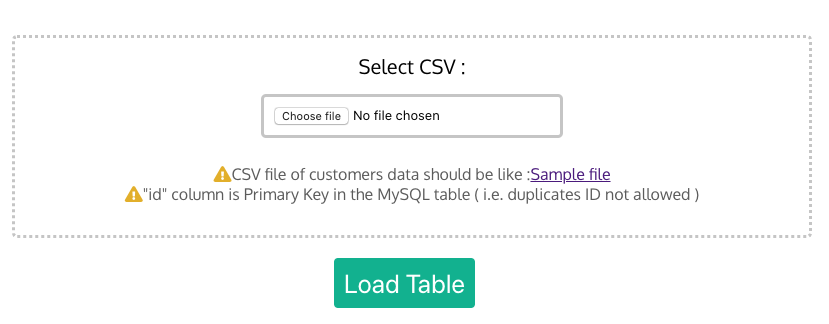 Select CSV :
Choose file No file chosen
CSV file of customers data should be like :Sample file
"id" column is Primary Key in the MySQL table ( i.e. duplicates ID not allowed )
Load Table